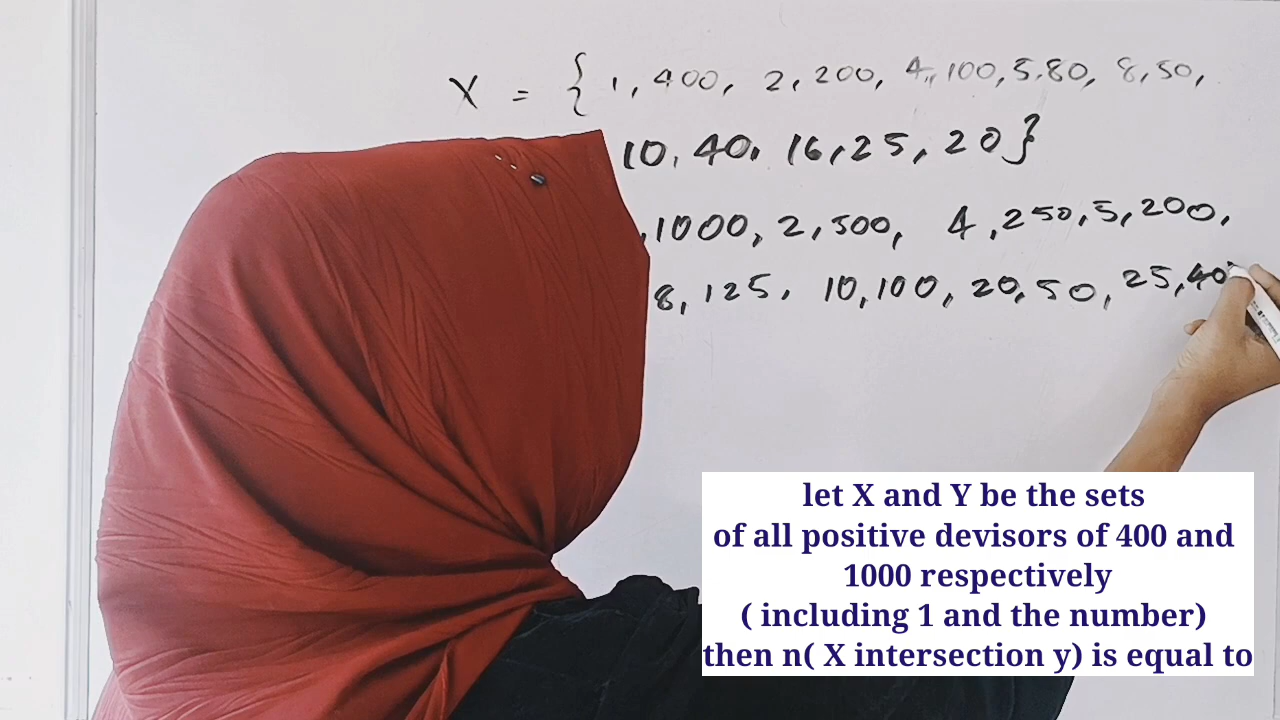 X = { 1, 400, 2, 200, 4, 100, 5, 80, 8, 50,
10, 40, 16, 25, 20 }
, 1000, 2, 500, 4, 250, 5, 200,
8, 125, 10, 100, 20, 50, 25, 40
let X and Y be the sets
of all positive devisors of 400 and
1000 respectively
( including 1 and the number)
then n( X intersection y) is equal to